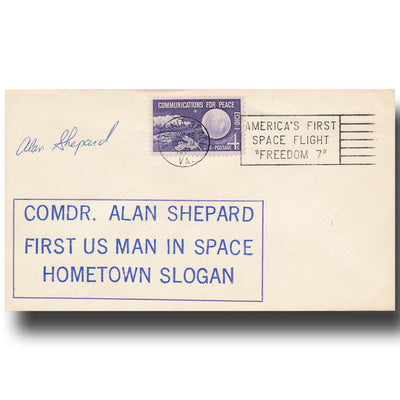 COMMUNICATIONS FOR PEACE
ECHO I
4¢
POSTAGE
VA.
AMERICA'S FIRST
SPACE FLIGHT
"FREEDOM 7"
Alan Shepard
COMDR. ALAN SHEPARD
FIRST US MAN IN SPACE
HOMETOWN SLOGAN